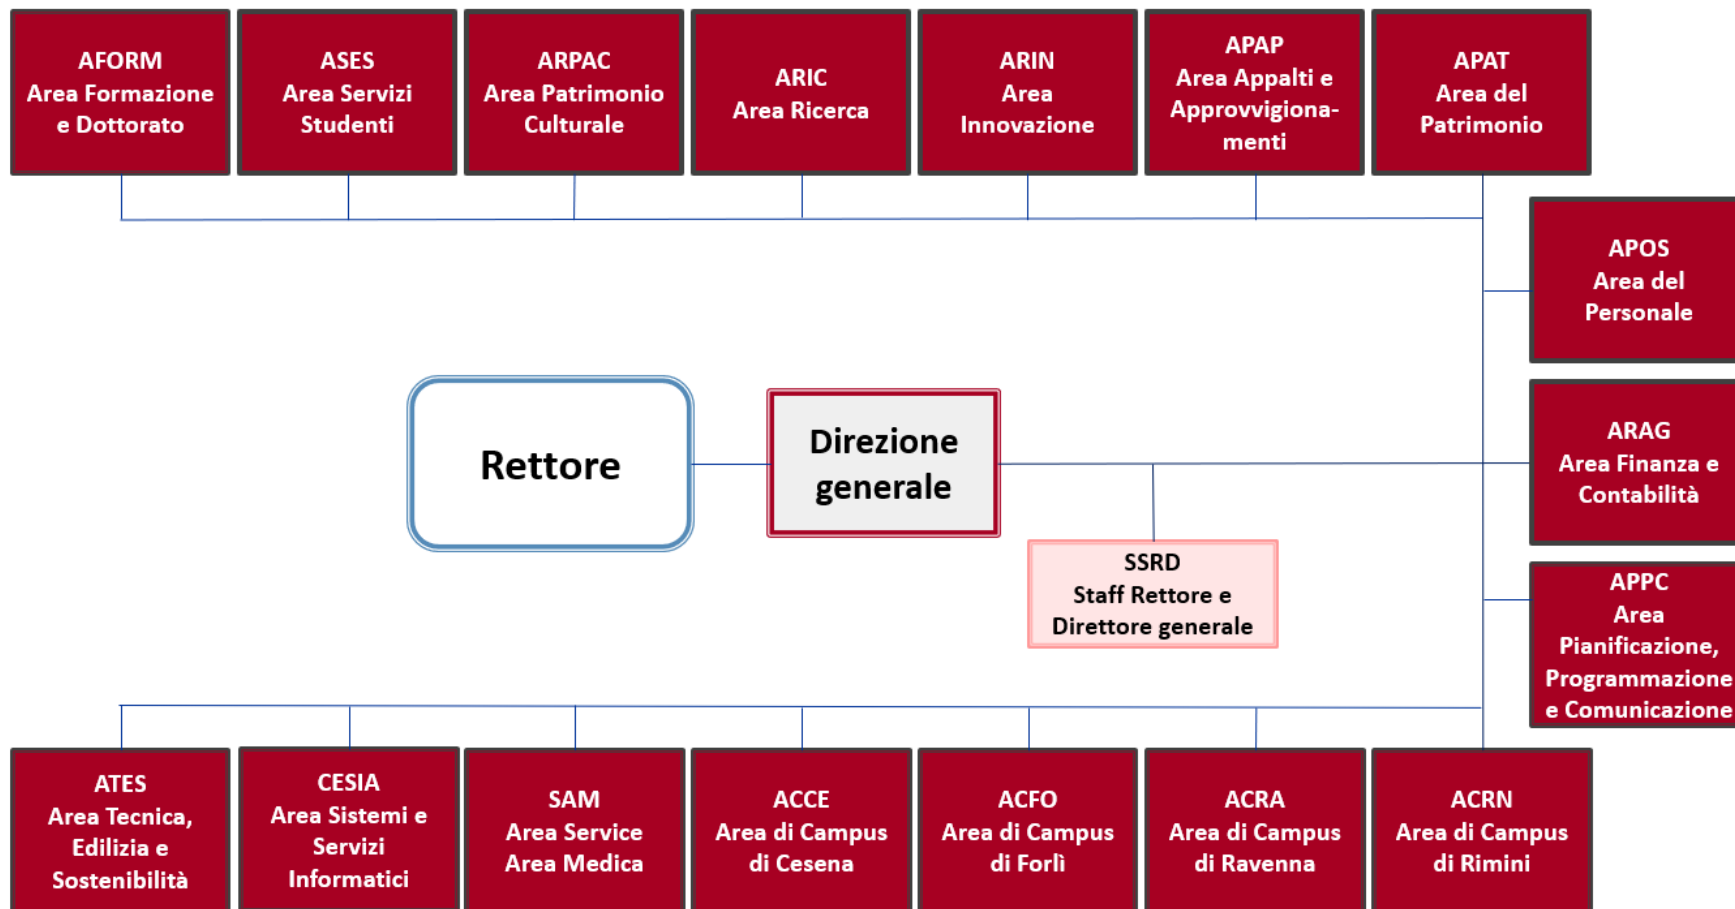 AFORM
Area Formazione
e Dottorato
ASES
Area Servizi
Studenti
ARPAC
Area Patrimonio
Culturale
ARIC
Area Ricerca
ARIN
Area
Innovazione
APAP
Area Appalti e
Approvvigiona-
menti
APAT
Area del
Patrimonio
APOS
Area del
Personale
Rettore
Direzione
generale
ARAG
Area Finanza e
Contabilità
SSRD
Staff Rettore e
Direttore generale
APPC
Area
Pianificazione,
Programmazione
e Comunicazione
ATES
Area Tecnica,
Edilizia e
Sostenibilità
CESIA
Area Sistemi e
Servizi
Informatici
SAM
Area Service
Area Medica
ACCE
Area di Campus
di Cesena
ACFO
Area di Campus
di Forlì
ACRA
Area di Campus
di Ravenna
ACRN
Area di Campus
di Rimini